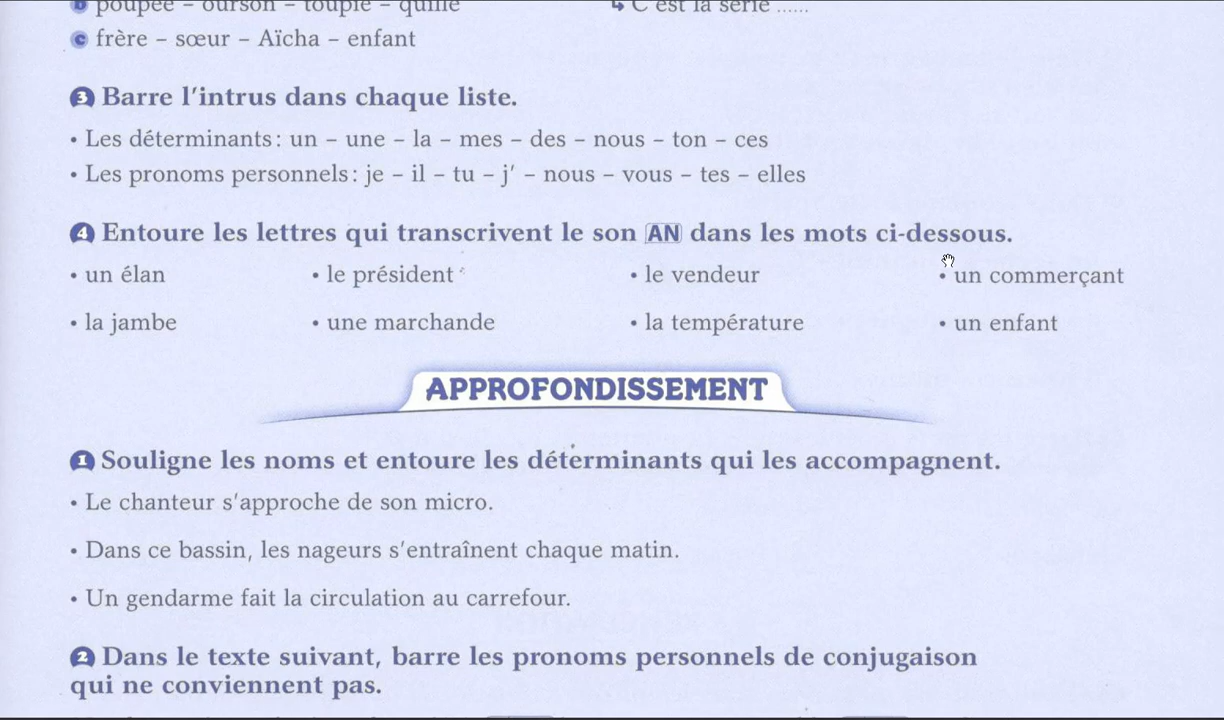 b poupée – ourson – toupie – quille ↳ C'est la série ......
c frère – sœur – Aïcha – enfant
3 Barre l'intrus dans chaque liste.
• Les déterminants : un – une – la – mes – des – nous – ton – ces
• Les pronoms personnels : je – il – tu – j' – nous – vous – tes – elles
4 Entoure les lettres qui transcrivent le son AN dans les mots ci-dessous.
• un élan • le président • le vendeur • un commerçant
• la jambe • une marchande • la température • un enfant
APPROFONDISSEMENT
1 Souligne les noms et entoure les déterminants qui les accompagnent.
• Le chanteur s'approche de son micro.
• Dans ce bassin, les nageurs s'entraînent chaque matin.
• Un gendarme fait la circulation au carrefour.
2 Dans le texte suivant, barre les pronoms personnels de conjugaison
qui ne conviennent pas.